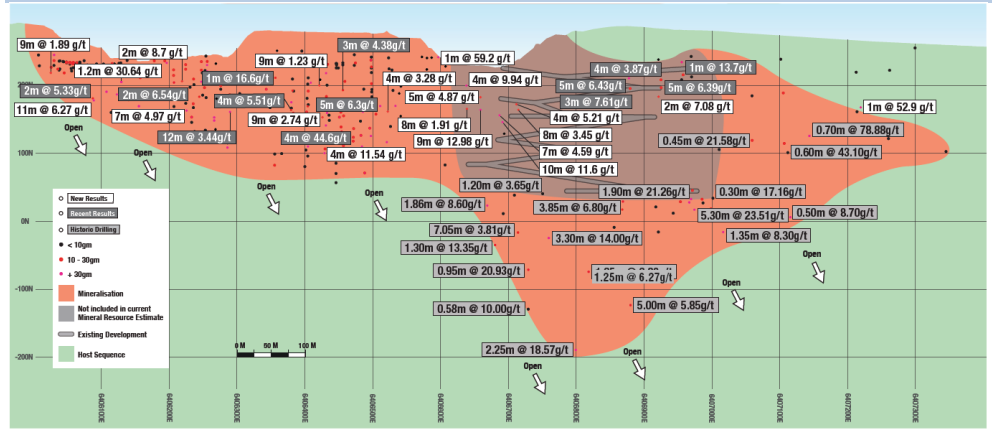 9m @ 1.89 g/t
2m @ 8.7 g/t
1.2m @ 30.64 g/t
2m @ 5.33g/t
11m @ 6.27 g/t
2m @ 6.54g/t
7m @ 4.97 g/t
12m @ 3.44g/t
1m @ 16.6g/t
4m @ 5.51g/t
9m @ 1.23 g/t
3m @ 4.38g/t
9m @ 2.74 g/t
5m @ 6.3g/t
4m @ 44.6g/t
4m @ 11.54 g/t
1m @ 59.2 g/t
4m @ 3.28 g/t
4m @ 9.94 g/t
5m @ 4.87 g/t
8m @ 1.91 g/t
9m @ 12.98 g/t
4m @ 3.87g/t
1m @ 13.7g/t
5m @ 6.43g/t
5m @ 6.39g/t
3m @ 7.61g/t
2m @ 7.08 g/t
4m @ 5.21 g/t
8m @ 3.45 g/t
7m @ 4.59 g/t
10m @ 11.6 g/t
1m @ 52.9 g/t
0.70m @ 78.88g/t
0.45m @ 21.58g/t
0.60m @ 43.10g/t
1.20m @ 3.65g/t
1.90m @ 21.26g/t
0.30m @ 17.16g/t
1.86m @ 8.60g/t
3.85m @ 6.80g/t
5.30m @ 23.51g/t
0.50m @ 8.70g/t
7.05m @ 3.81g/t
3.30m @ 14.00g/t
1.35m @ 8.30g/t
1.30m @ 13.35g/t
0.95m @ 20.93g/t
1.25m @ 6.27g/t
0.58m @ 10.00g/t
5.00m @ 5.85g/t
2.25m @ 18.57g/t
Open
Open
Open
Open
Open
Open
Open
Open
100N
0N
-100N
-200N
New Results
Recent Results
Historic Drilling
< 10gm
10 - 30gm
+ 30gm
Mineralisation
Not included in current
Mineral Resource Estimate
Existing Development
Host Sequence
0 M 50 M 100 M